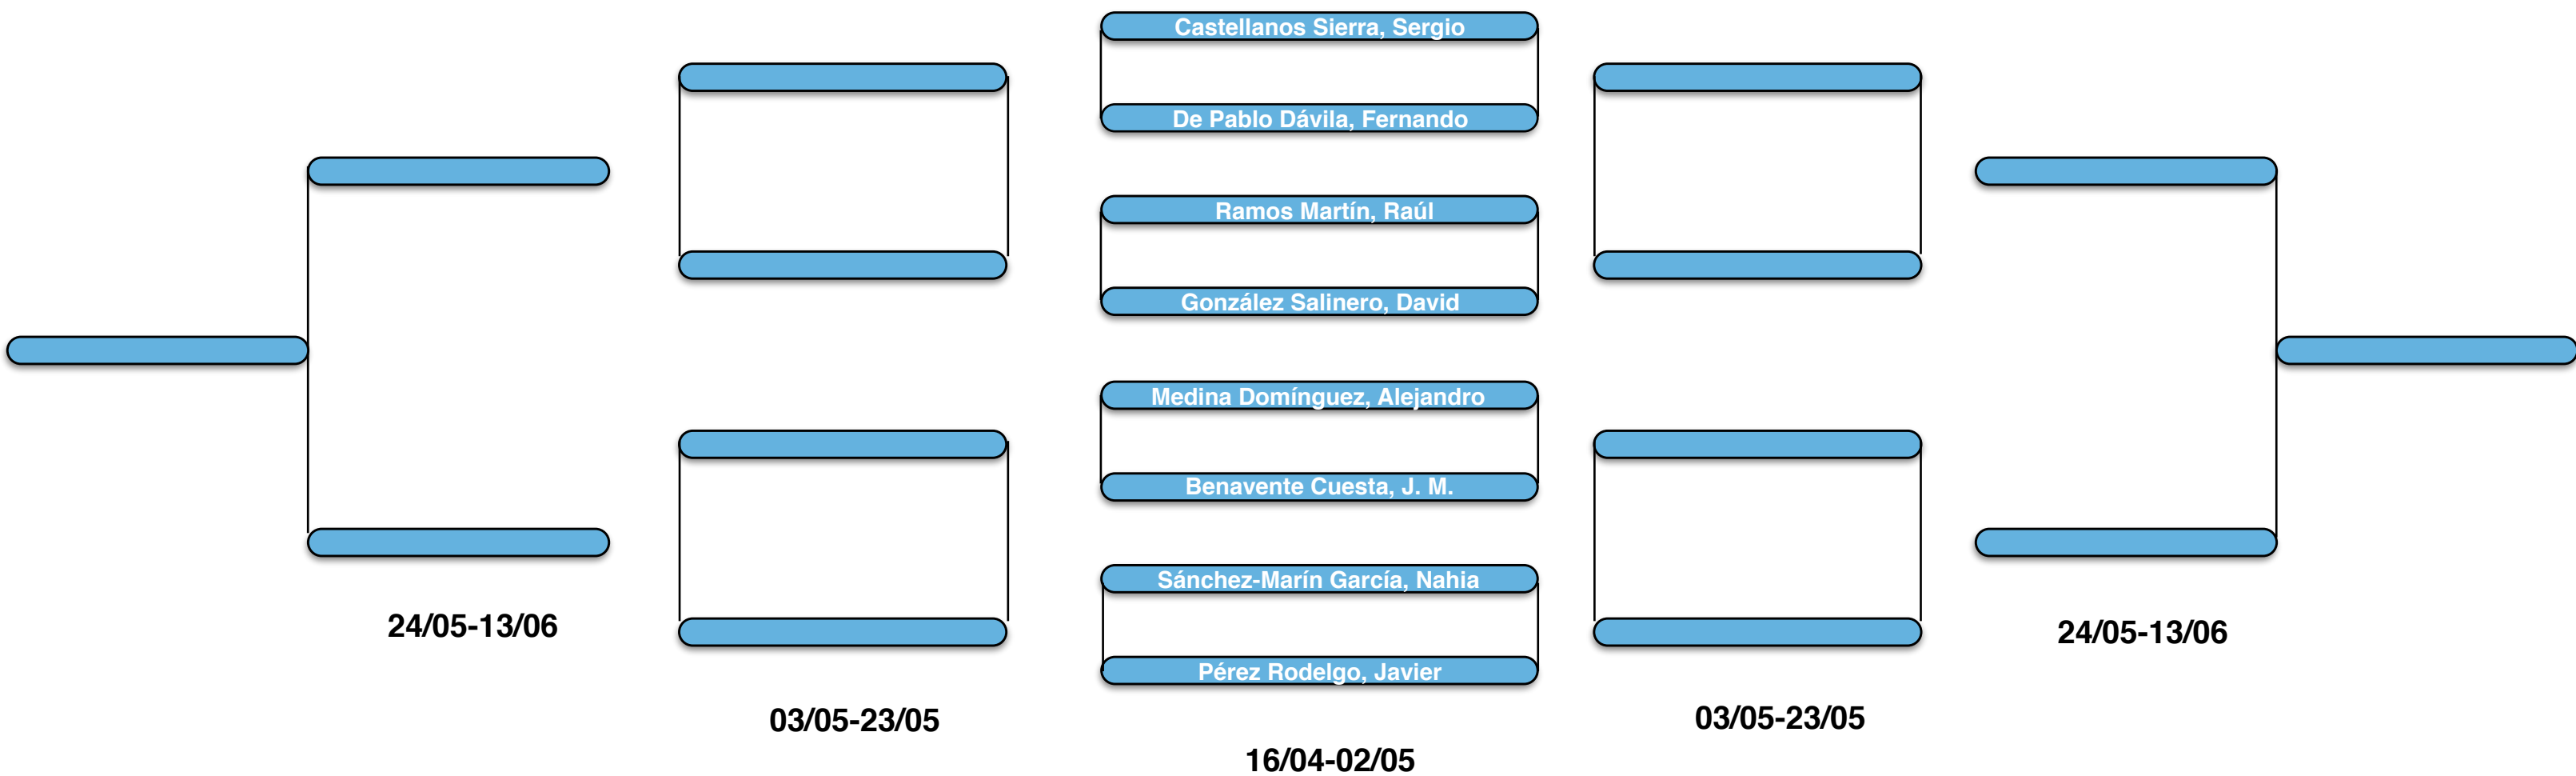 Castellanos Sierra, Sergio
De Pablo Dávila, Fernando
Ramos Martín, Raúl
González Salinero, David
Medina Domínguez, Alejandro
Benavente Cuesta, J. M.
Sánchez-Marín García, Nahia
Pérez Rodelgo, Javier
24/05-13/06
03/05-23/05
16/04-02/05
03/05-23/05
24/05-13/06